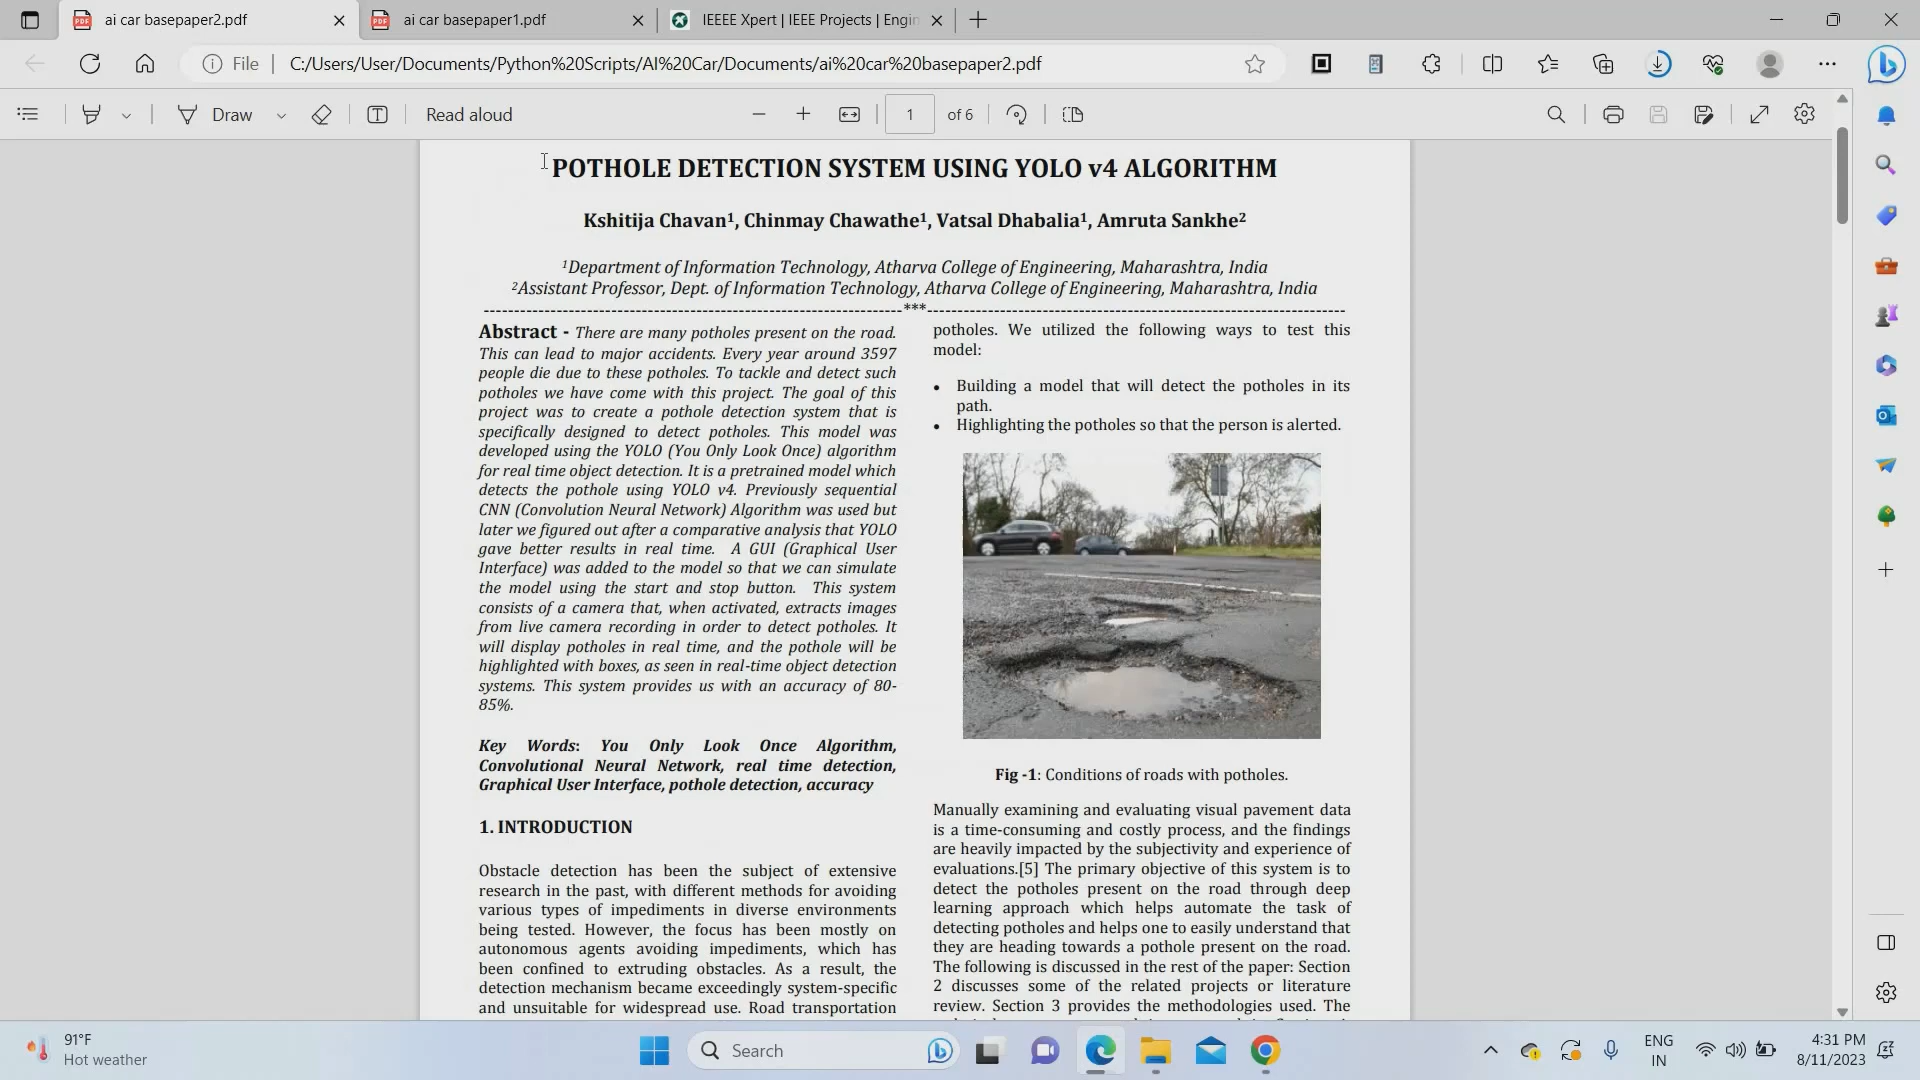 ai car basepaper2.pdf
ai car basepaper1.pdf
IEEEE Xpert | IEEE Projects | Engin
File
C:/Users/User/Documents/Python%20Scripts/AI%20Car/Documents/ai%20car%20basepaper2.pdf
Draw
Read aloud
1 of 6
POTHOLE DETECTION SYSTEM USING YOLO v4 ALGORITHM
Kshitija Chavan¹, Chinmay Chawathe¹, Vatsal Dhabalia¹, Amruta Sankhe²
¹Department of Information Technology, Atharva College of Engineering, Maharashtra, India
²Assistant Professor, Dept. of Information Technology, Atharva College of Engineering, Maharashtra, India
---------------------------------------------------------------------***---------------------------------------------------------------------
Abstract - There are many potholes present on the road.
This can lead to major accidents. Every year around 3597
people die due to these potholes. To tackle and detect such
potholes we have come with this project. The goal of this
project was to create a pothole detection system that is
specifically designed to detect potholes. This model was
developed using the YOLO (You Only Look Once) algorithm
for real time object detection. It is a pretrained model which
detects the pothole using YOLO v4. Previously sequential
CNN (Convolution Neural Network) Algorithm was used but
later we figured out after a comparative analysis that YOLO
gave better results in real time. A GUI (Graphical User
Interface) was added to the model so that we can simulate
the model using the start and stop button. This system
consists of a camera that, when activated, extracts images
from live camera recording in order to detect potholes. It
will display potholes in real time, and the pothole will be
highlighted with boxes, as seen in real-time object detection
systems. This system provides us with an accuracy of 80-
85%.
Key Words: You Only Look Once Algorithm,
Convolutional Neural Network, real time detection,
Graphical User Interface, pothole detection, accuracy
1. INTRODUCTION
Obstacle detection has been the subject of extensive
research in the past, with different methods for avoiding
various types of impediments in diverse environments
being tested. However, the focus has been mostly on
autonomous agents avoiding impediments, which has
been confined to extruding obstacles. As a result, the
detection mechanism became exceedingly system-specific
and unsuitable for widespread use. Road transportation
potholes. We utilized the following ways to test this
model:
• Building a model that will detect the potholes in its
path.
• Highlighting the potholes so that the person is alerted.
Fig -1: Conditions of roads with potholes.
Manually examining and evaluating visual pavement data
is a time-consuming and costly process, and the findings
are heavily impacted by the subjectivity and experience of
evaluations.[5] The primary objective of this system is to
detect the potholes present on the road through deep
learning approach which helps automate the task of
detecting potholes and helps one to easily understand that
they are heading towards a pothole present on the road.
The following is discussed in the rest of the paper: Section
2 discusses some of the related projects or literature
review. Section 3 provides the methodologies used. The
91°F
Hot weather
Search
ENG
IN
4:31 PM
8/11/2023